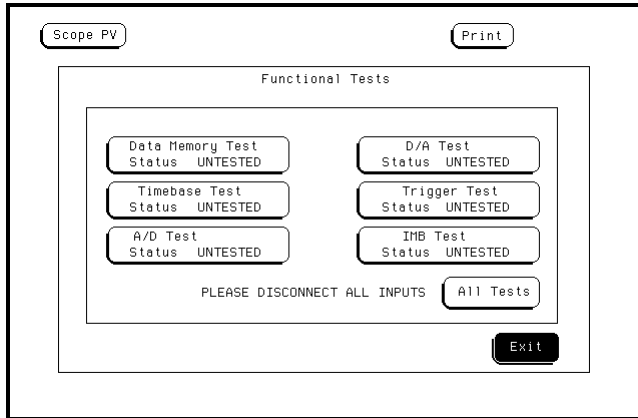 Scope PV
Print
Functional Tests
Data Memory Test
Status UNTESTED
D/A Test
Status UNTESTED
Timebase Test
Status UNTESTED
Trigger Test
Status UNTESTED
A/D Test
Status UNTESTED
IMB Test
Status UNTESTED
PLEASE DISCONNECT ALL INPUTS
All Tests
Exit